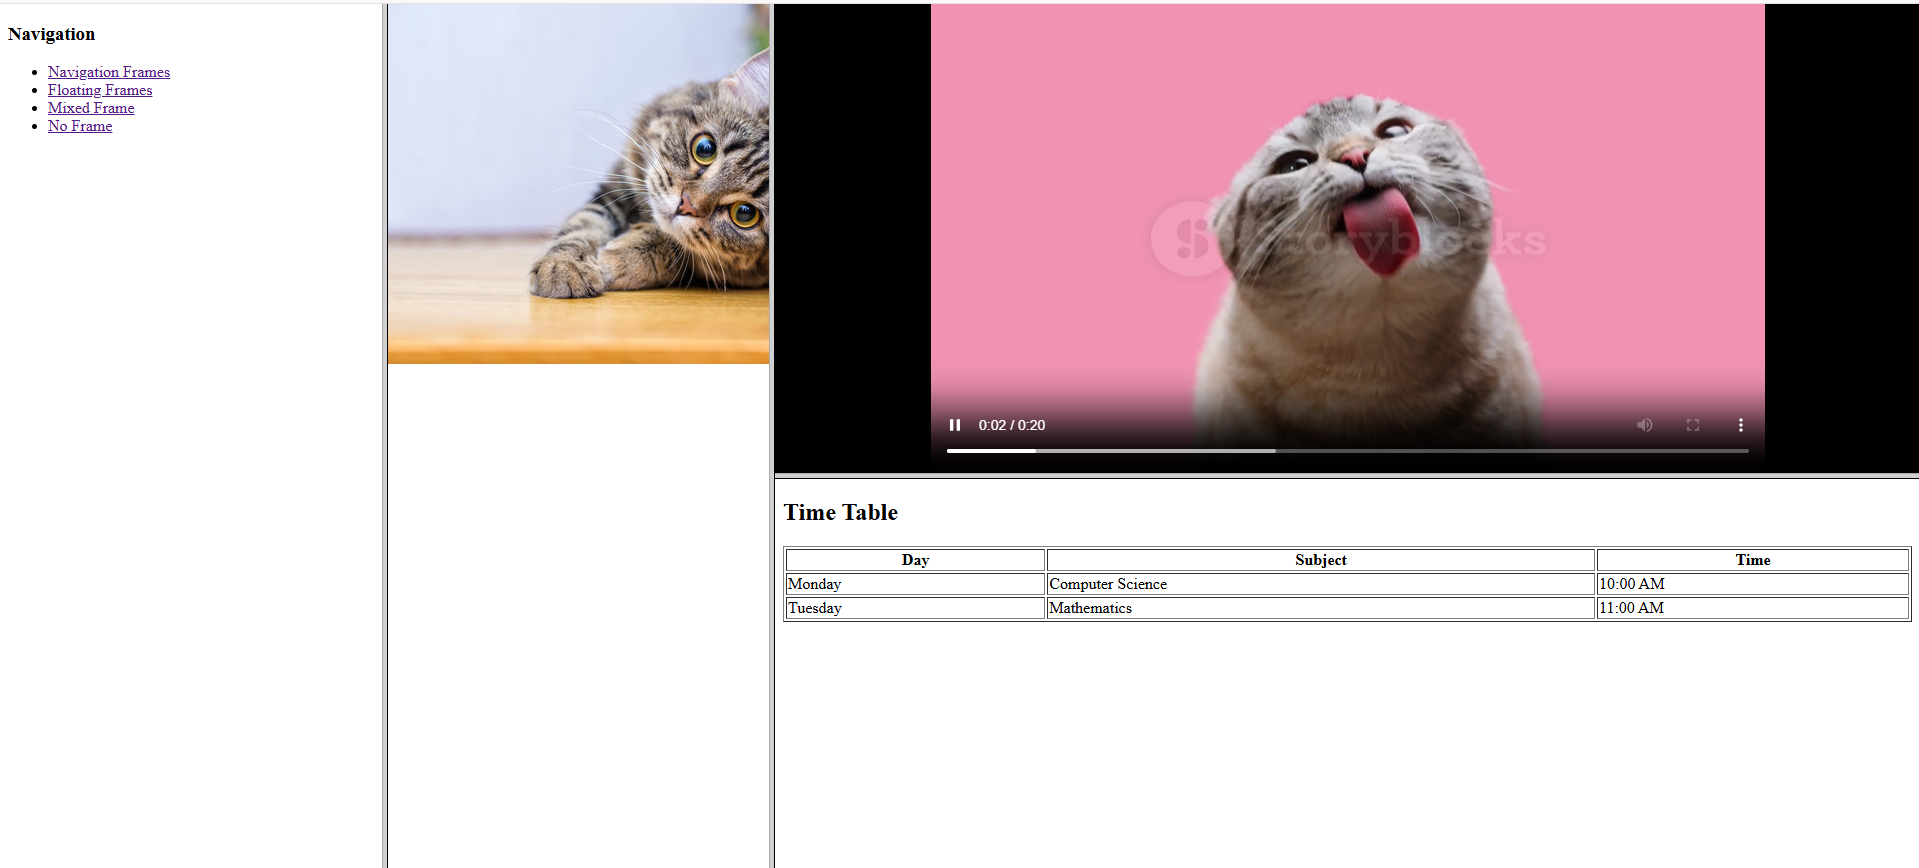 Navigation
Navigation Frames
Floating Frames
Mixed Frame
No Frame
0:02 / 0:20
Time Table
Day Subject Time
Monday Computer Science 10:00 AM
Tuesday Mathematics 11:00 AM